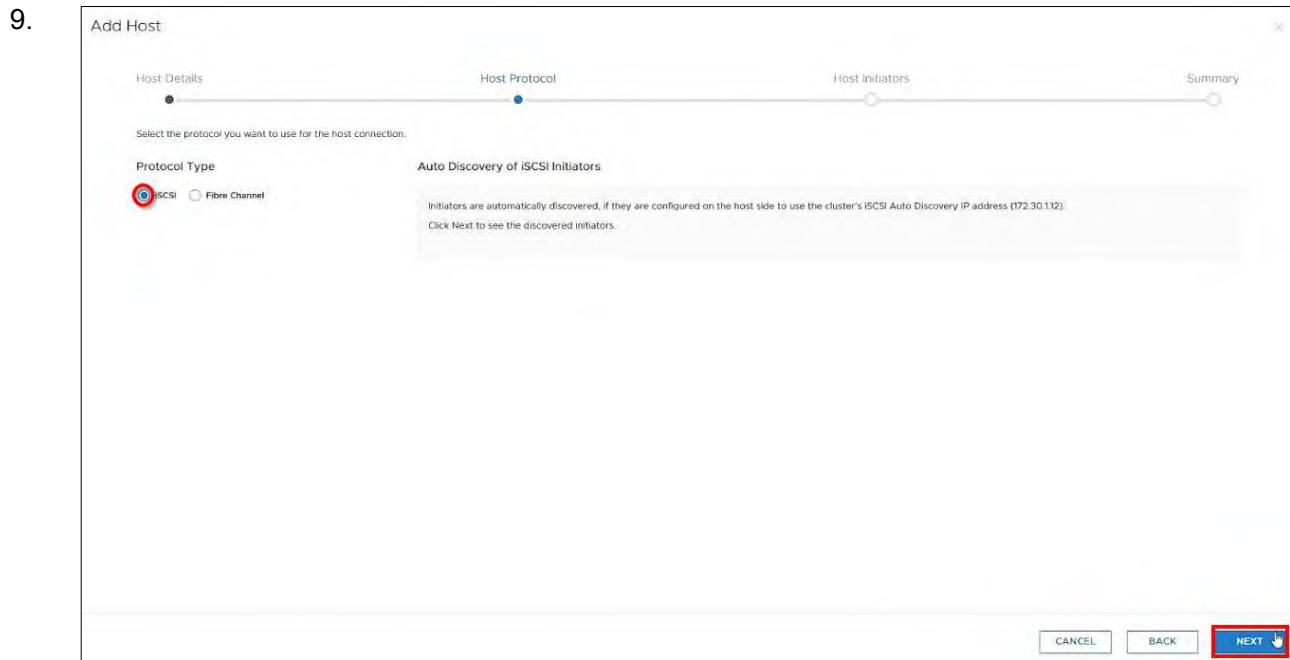 9.
Add Host
Host Details
Host Protocol
Host Initiators
Summary
Select the protocol you want to use for the host connection.
Protocol Type
Auto Discovery of iSCSI Initiators
iSCSI
Fibre Channel
Initiators are automatically discovered, if they are configured on the host side to use the cluster's iSCSI Auto Discovery IP address (172.30.1.12).
Click Next to see the discovered initiators.
CANCEL
BACK
NEXT